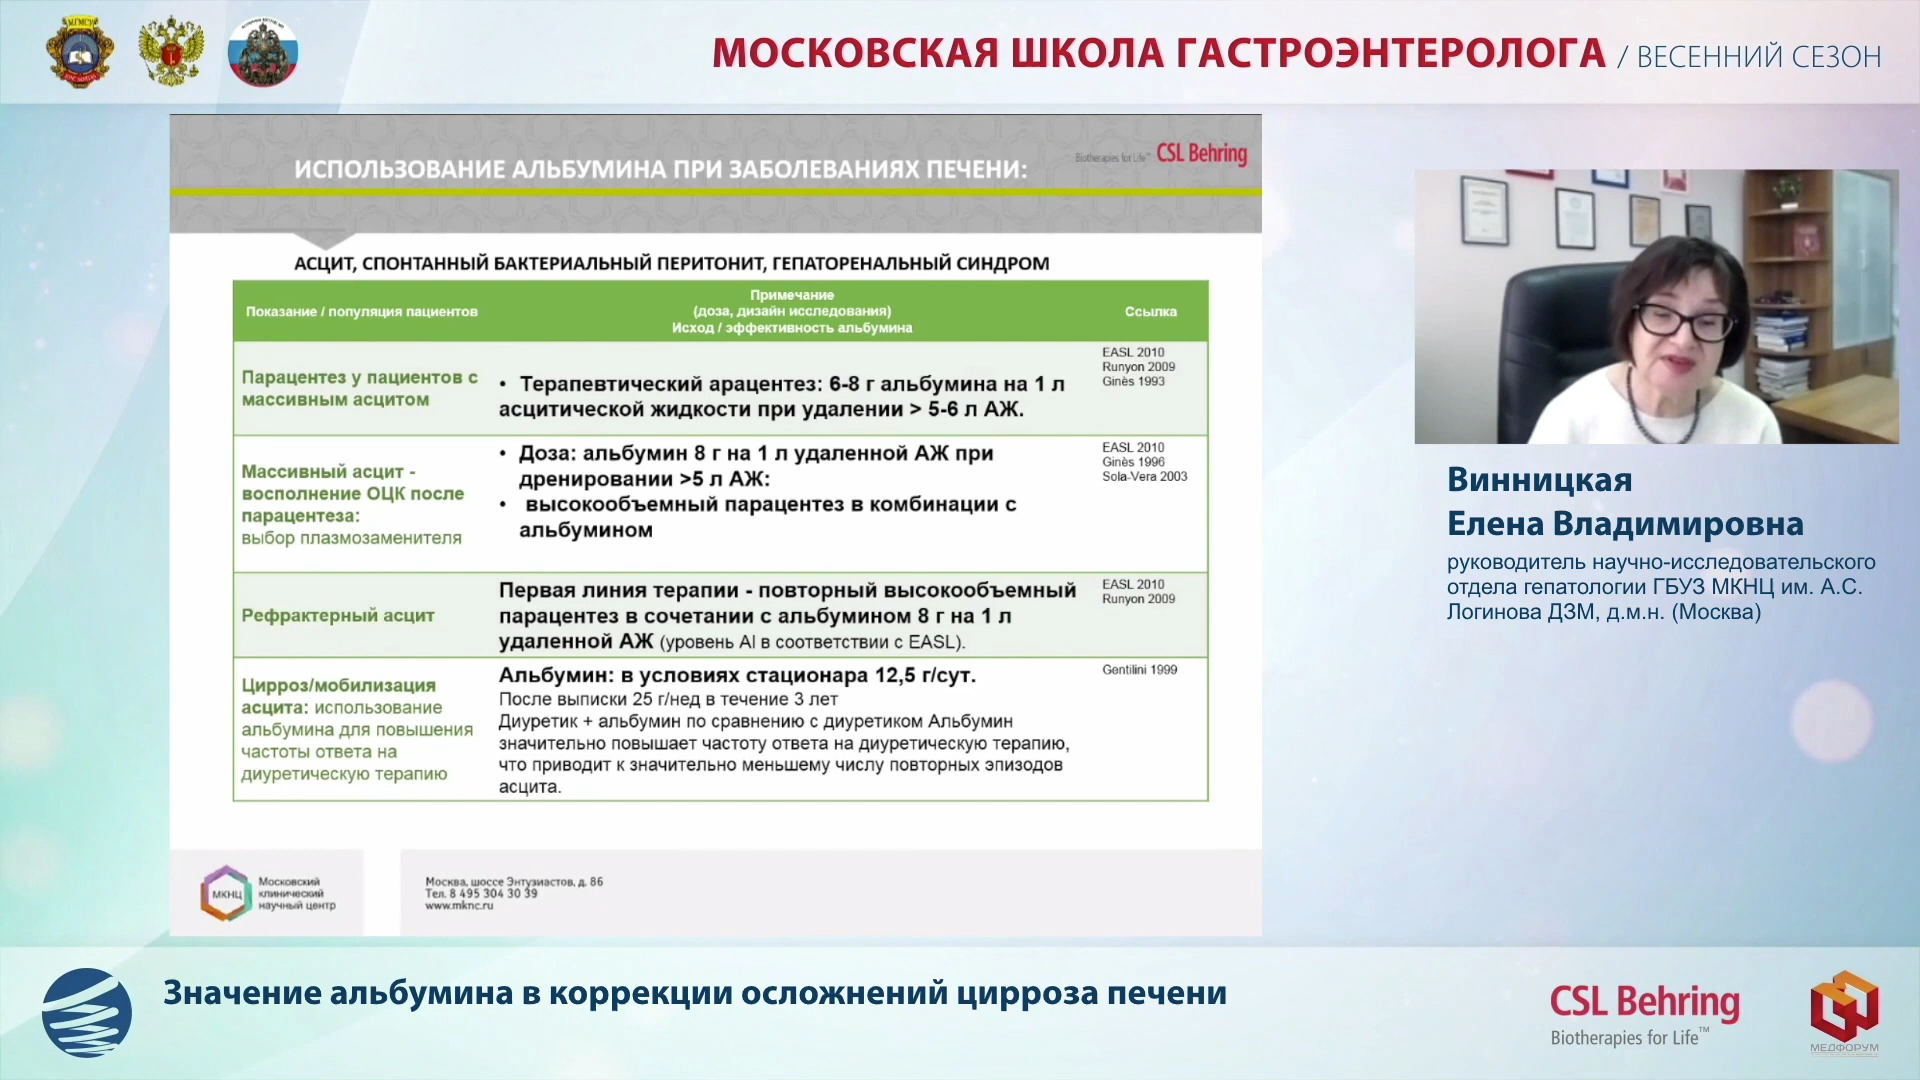 МОСКОВСКАЯ ШКОЛА ГАСТРОЭНТЕРОЛОГА / ВЕСЕННИЙ СЕЗОН
МГМСУ
Biotherapies for Life™ CSL Behring
ИСПОЛЬЗОВАНИЕ АЛЬБУМИНА ПРИ ЗАБОЛЕВАНИЯХ ПЕЧЕНИ:
АСЦИТ, СПОНТАННЫЙ БАКТЕРИАЛЬНЫЙ ПЕРИТОНИТ, ГЕПАТОРЕНАЛЬНЫЙ СИНДРОМ
Показание / популяция пациентов
Примечание
(доза, дизайн исследования)
Исход / эффективность альбумина
Ссылка
Парацентез у пациентов с
массивным асцитом
• Терапевтический арацентез: 6-8 г альбумина на 1 л
асцитической жидкости при удалении > 5-6 л АЖ.
EASL 2010
Runyon 2009
Ginès 1993
Массивный асцит -
восполнение ОЦК после
парацентеза:
выбор плазмозаменителя
• Доза: альбумин 8 г на 1 л удаленной АЖ при
дренировании >5 л АЖ:
• высокообъемный парацентез в комбинации с
альбумином
EASL 2010
Ginès 1996
Sola-Vera 2003
Рефрактерный асцит
Первая линия терапии - повторный высокообъемный
парацентез в сочетании с альбумином 8 г на 1 л
удаленной АЖ (уровень AI в соответствии с EASL).
EASL 2010
Runyon 2009
Цирроз/мобилизация
асцита: использование
альбумина для повышения
частоты ответа на
диуретическую терапию
Альбумин: в условиях стационара 12,5 г/сут.
После выписки 25 г/нед в течение 3 лет
Диуретик + альбумин по сравнению с диуретиком Альбумин
значительно повышает частоту ответа на диуретическую терапию,
что приводит к значительно меньшему числу повторных эпизодов
асцита.
Gentilini 1999
МКНЦ
Московский
клинический
научный центр
Москва, шоссе Энтузиастов, д. 86
Тел. 8 495 304 30 39
www.mknc.ru
Винницкая
Елена Владимировна
руководитель научно-исследовательского
отдела гепатологии ГБУЗ МКНЦ им. А.С.
Логинова ДЗМ, д.м.н. (Москва)
Значение альбумина в коррекции осложнений цирроза печени
CSL Behring
Biotherapies for Life™
МЕДФОРУМ